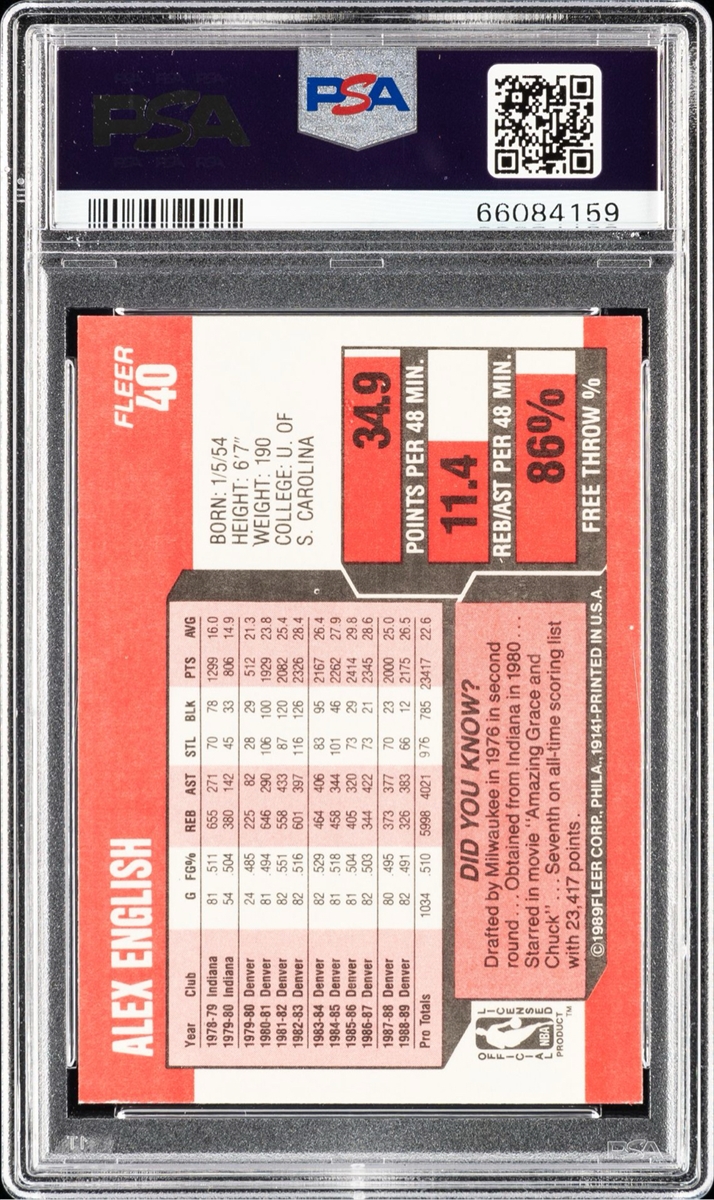 PSA
PSA
66084159
FLEER
40
ALEX ENGLISH
BORN: 1/5/54
HEIGHT: 6'7"
WEIGHT: 190
COLLEGE: U. OF
S. CAROLINA
Year Club G FG% REB AST STL BLK PTS AVG
1978-79 Indiana 81 .511 655 271 70 78 1299 16.0
1979-80 Indiana 54 .504 380 142 45 33 806 14.9
1979-80 Denver 24 .485 225 82 28 29 512 21.3
1980-81 Denver 81 .494 646 290 106 100 1929 23.8
1981-82 Denver 82 .551 558 433 87 120 2082 25.4
1982-83 Denver 82 .516 601 397 116 126 2326 28.4
1983-84 Denver 82 .529 464 406 83 95 2167 26.4
1984-85 Denver 81 .518 458 344 101 46 2262 27.9
1985-86 Denver 81 .504 405 320 73 29 2414 29.8
1986-87 Denver 82 .503 344 422 73 21 2345 28.6
1987-88 Denver 80 .495 373 377 70 23 2000 25.0
1988-89 Denver 82 .491 326 383 66 12 2175 26.5
Pro Totals 1034 .510 5998 4021 976 785 23417 22.6
34.9
POINTS PER 48 MIN.
11.4
REB/AST PER 48 MIN.
86%
FREE THROW %
DID YOU KNOW?
Drafted by Milwaukee in 1976 in second
round ... Obtained from Indiana in 1980 ...
Starred in movie "Amazing Grace and
Chuck" .... Seventh on all-time scoring list
with 23,417 points.
OFFICIAL
LICENSED
NBA
PRODUCT™
©1989FLEER CORP., PHILA., 19141-PRINTED IN U.S.A.
PSA